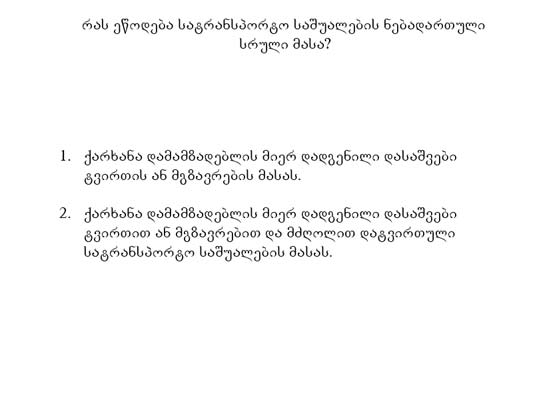 რას ეწოდება სატრანსპორტო საშუალების ნებადართული
სრული მასა?
1. ქარხანა დამამზადებლის მიერ დადგენილი დასაშვები
ტვირთის ან მგზავრების მასას.
2. ქარხანა დამამზადებლის მიერ დადგენილი დასაშვები
ტვირთით ან მგზავრებით და მძღოლით დატვირთული
სატრანსპორტო საშუალების მასას.